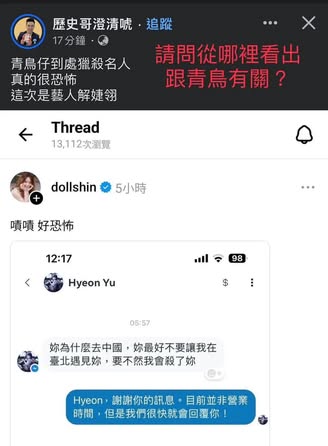 歷史哥澄清唬・追蹤
17分鐘・
青鳥仔到處獵殺名人
真的很恐怖
這次是藝人解婕翎
請問從哪裡看出
跟青鳥有關？
Thread
13,112次瀏覽
dollshin 5小時
嘖嘖 好恐怖
12:17
98
Hyeon Yu
$
05:57
妳為什麼去中國，妳最好不要讓我在
臺北遇見妳，要不然我會殺了妳
Hyeon，謝謝你的訊息。目前並非營業
時間，但是我們很快就會回覆你！